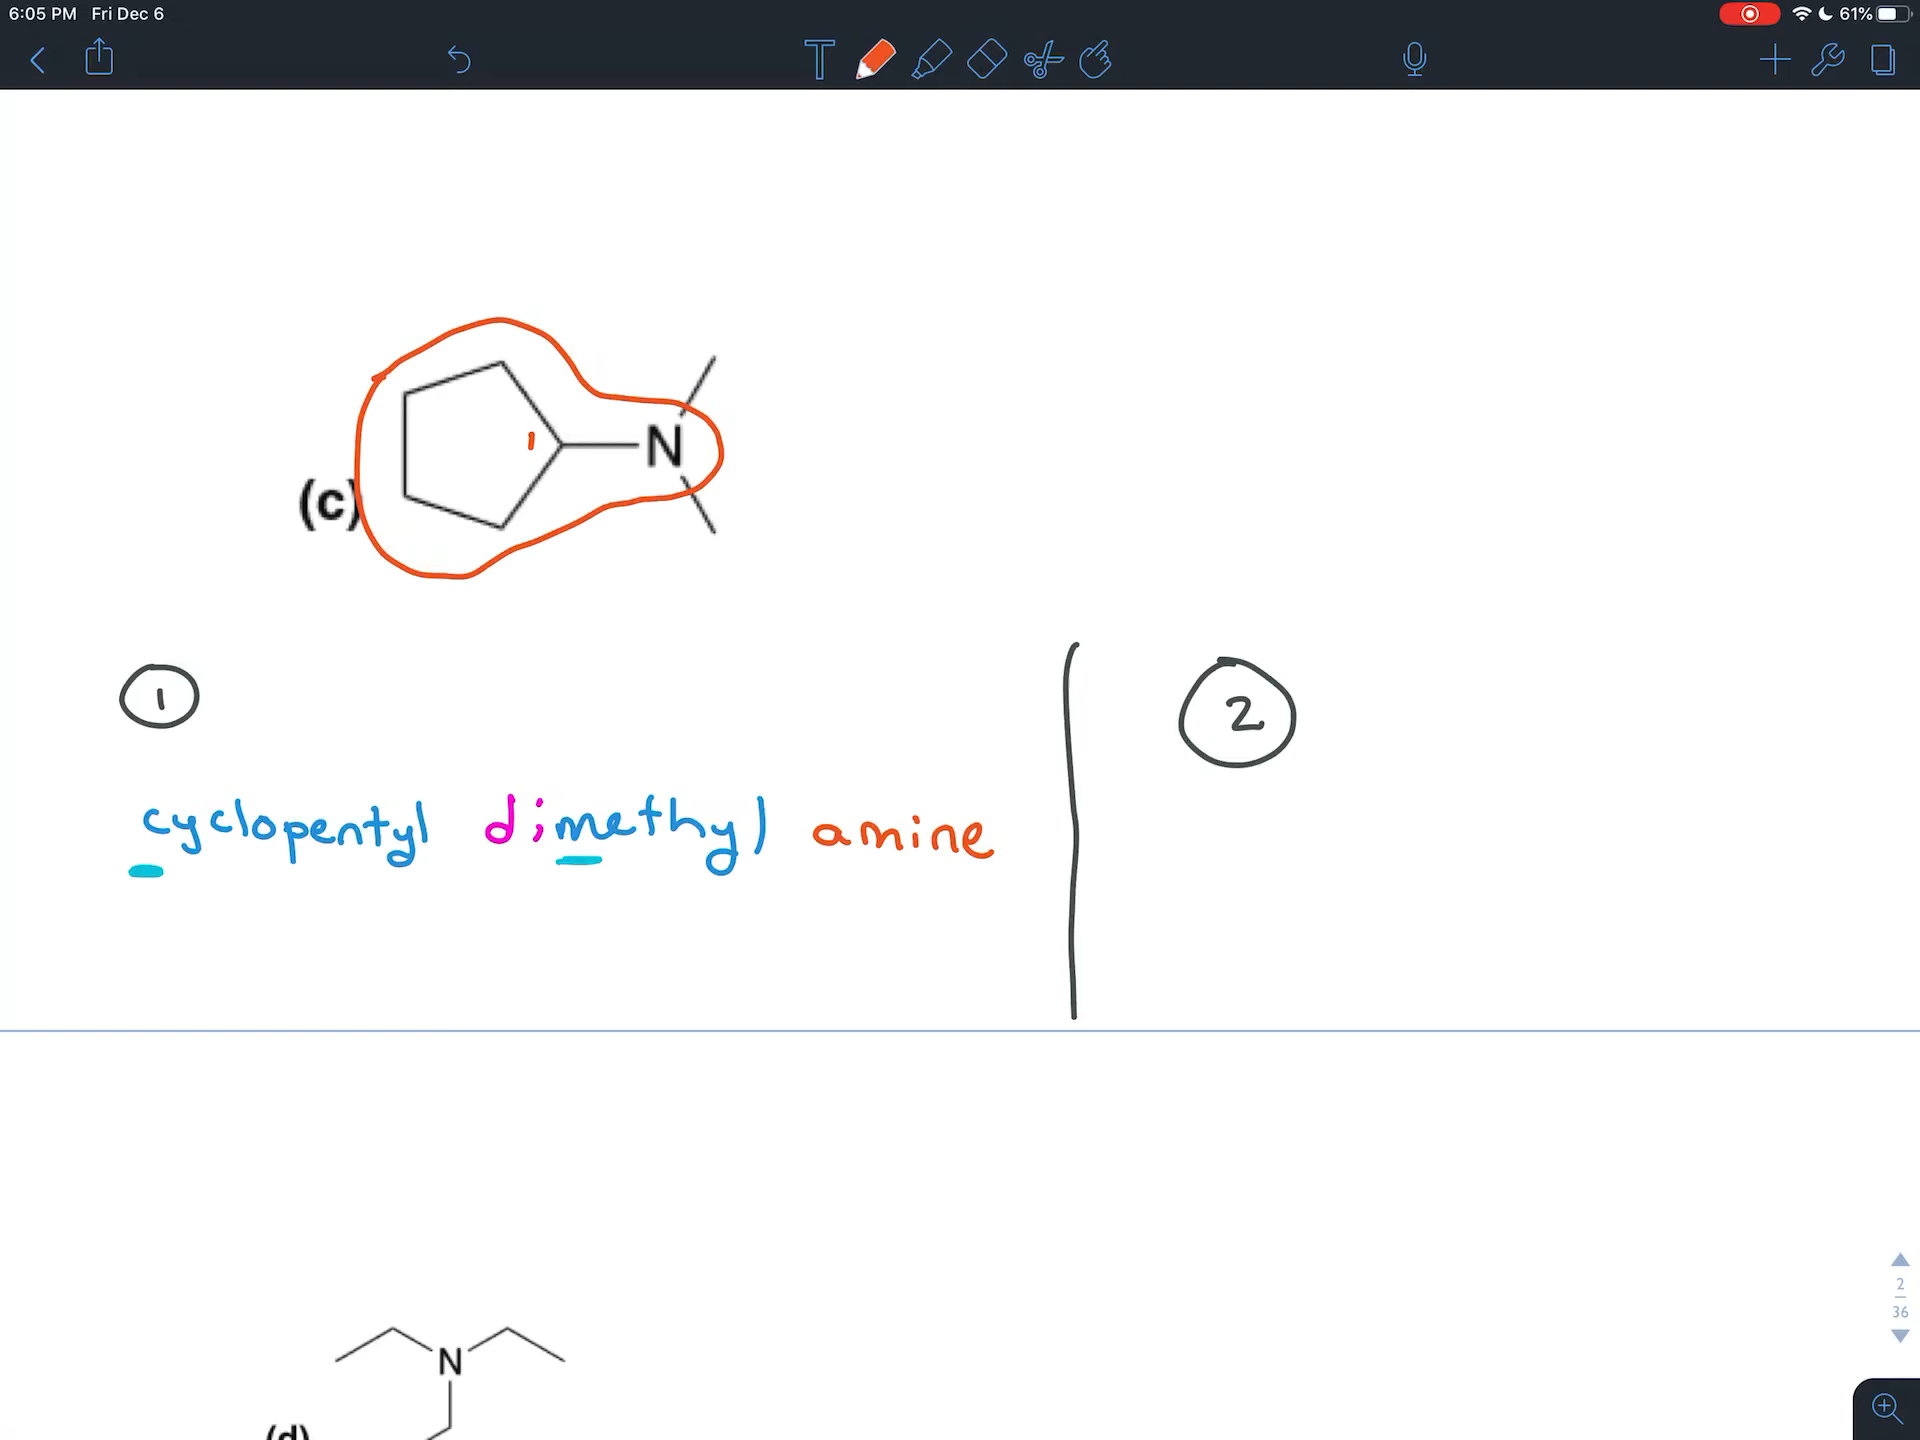 6:05 PM Fri Dec 6
61%
N
1
(c)
1
2
cyclopentyl dimethyl amine
2
36
N
(d)